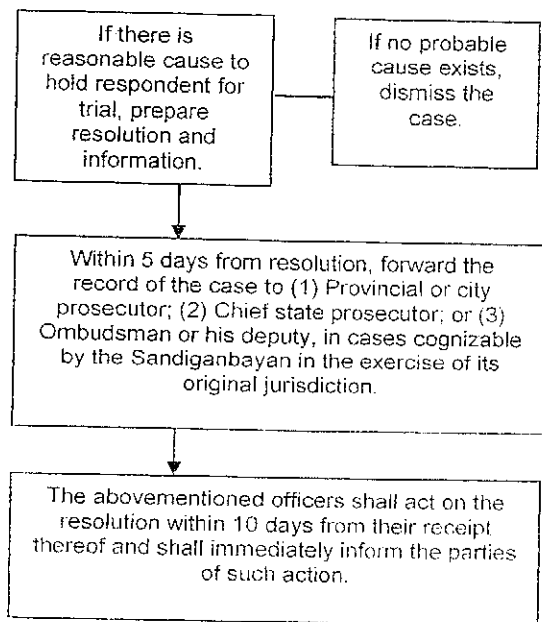 If there is
reasonable cause to
hold respondent for
trial, prepare
resolution and
information.
If no probable
cause exists,
dismiss the
case.
Within 5 days from resolution, forward the
record of the case to (1) Provincial or city
prosecutor; (2) Chief state prosecutor; or (3)
Ombudsman or his deputy, in cases cognizable
by the Sandiganbayan in the exercise of its
original jurisdiction.
The abovementioned officers shall act on the
resolution within 10 days from their receipt
thereof and shall immediately inform the parties
of such action.